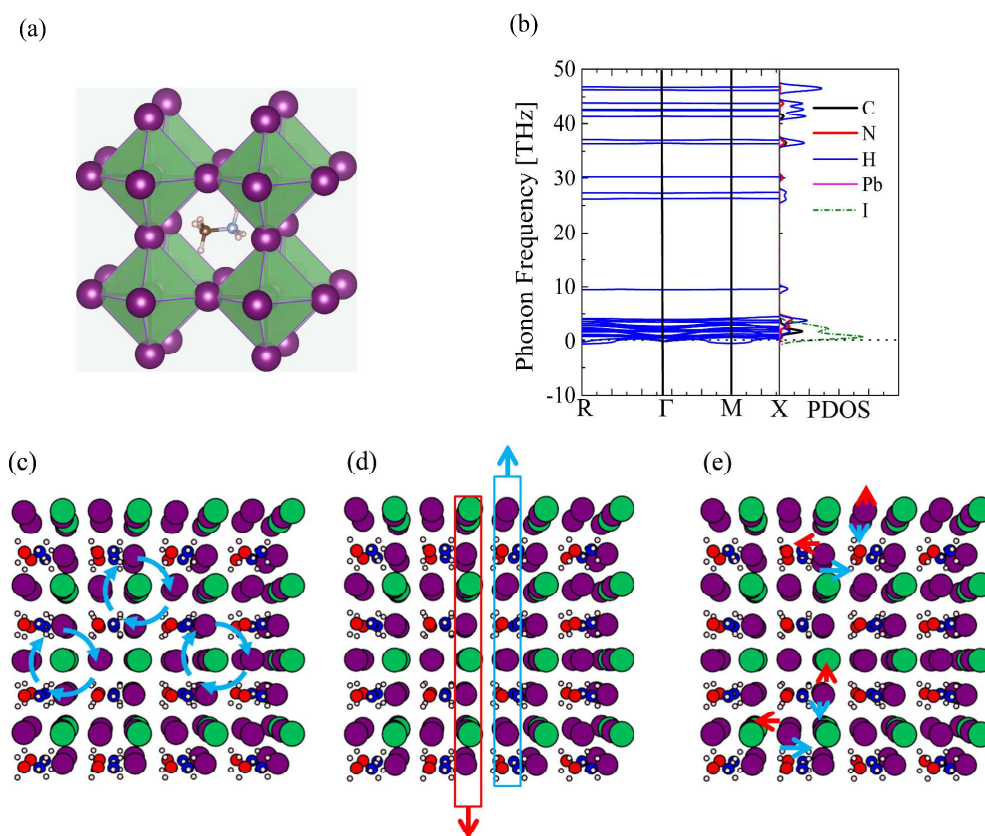 (a)
(b)
Phonon Frequency [THz]
50
40
30
20
10
0
-10
R Γ M X PDOS
C
N
H
Pb
I
(c) (d) (e)